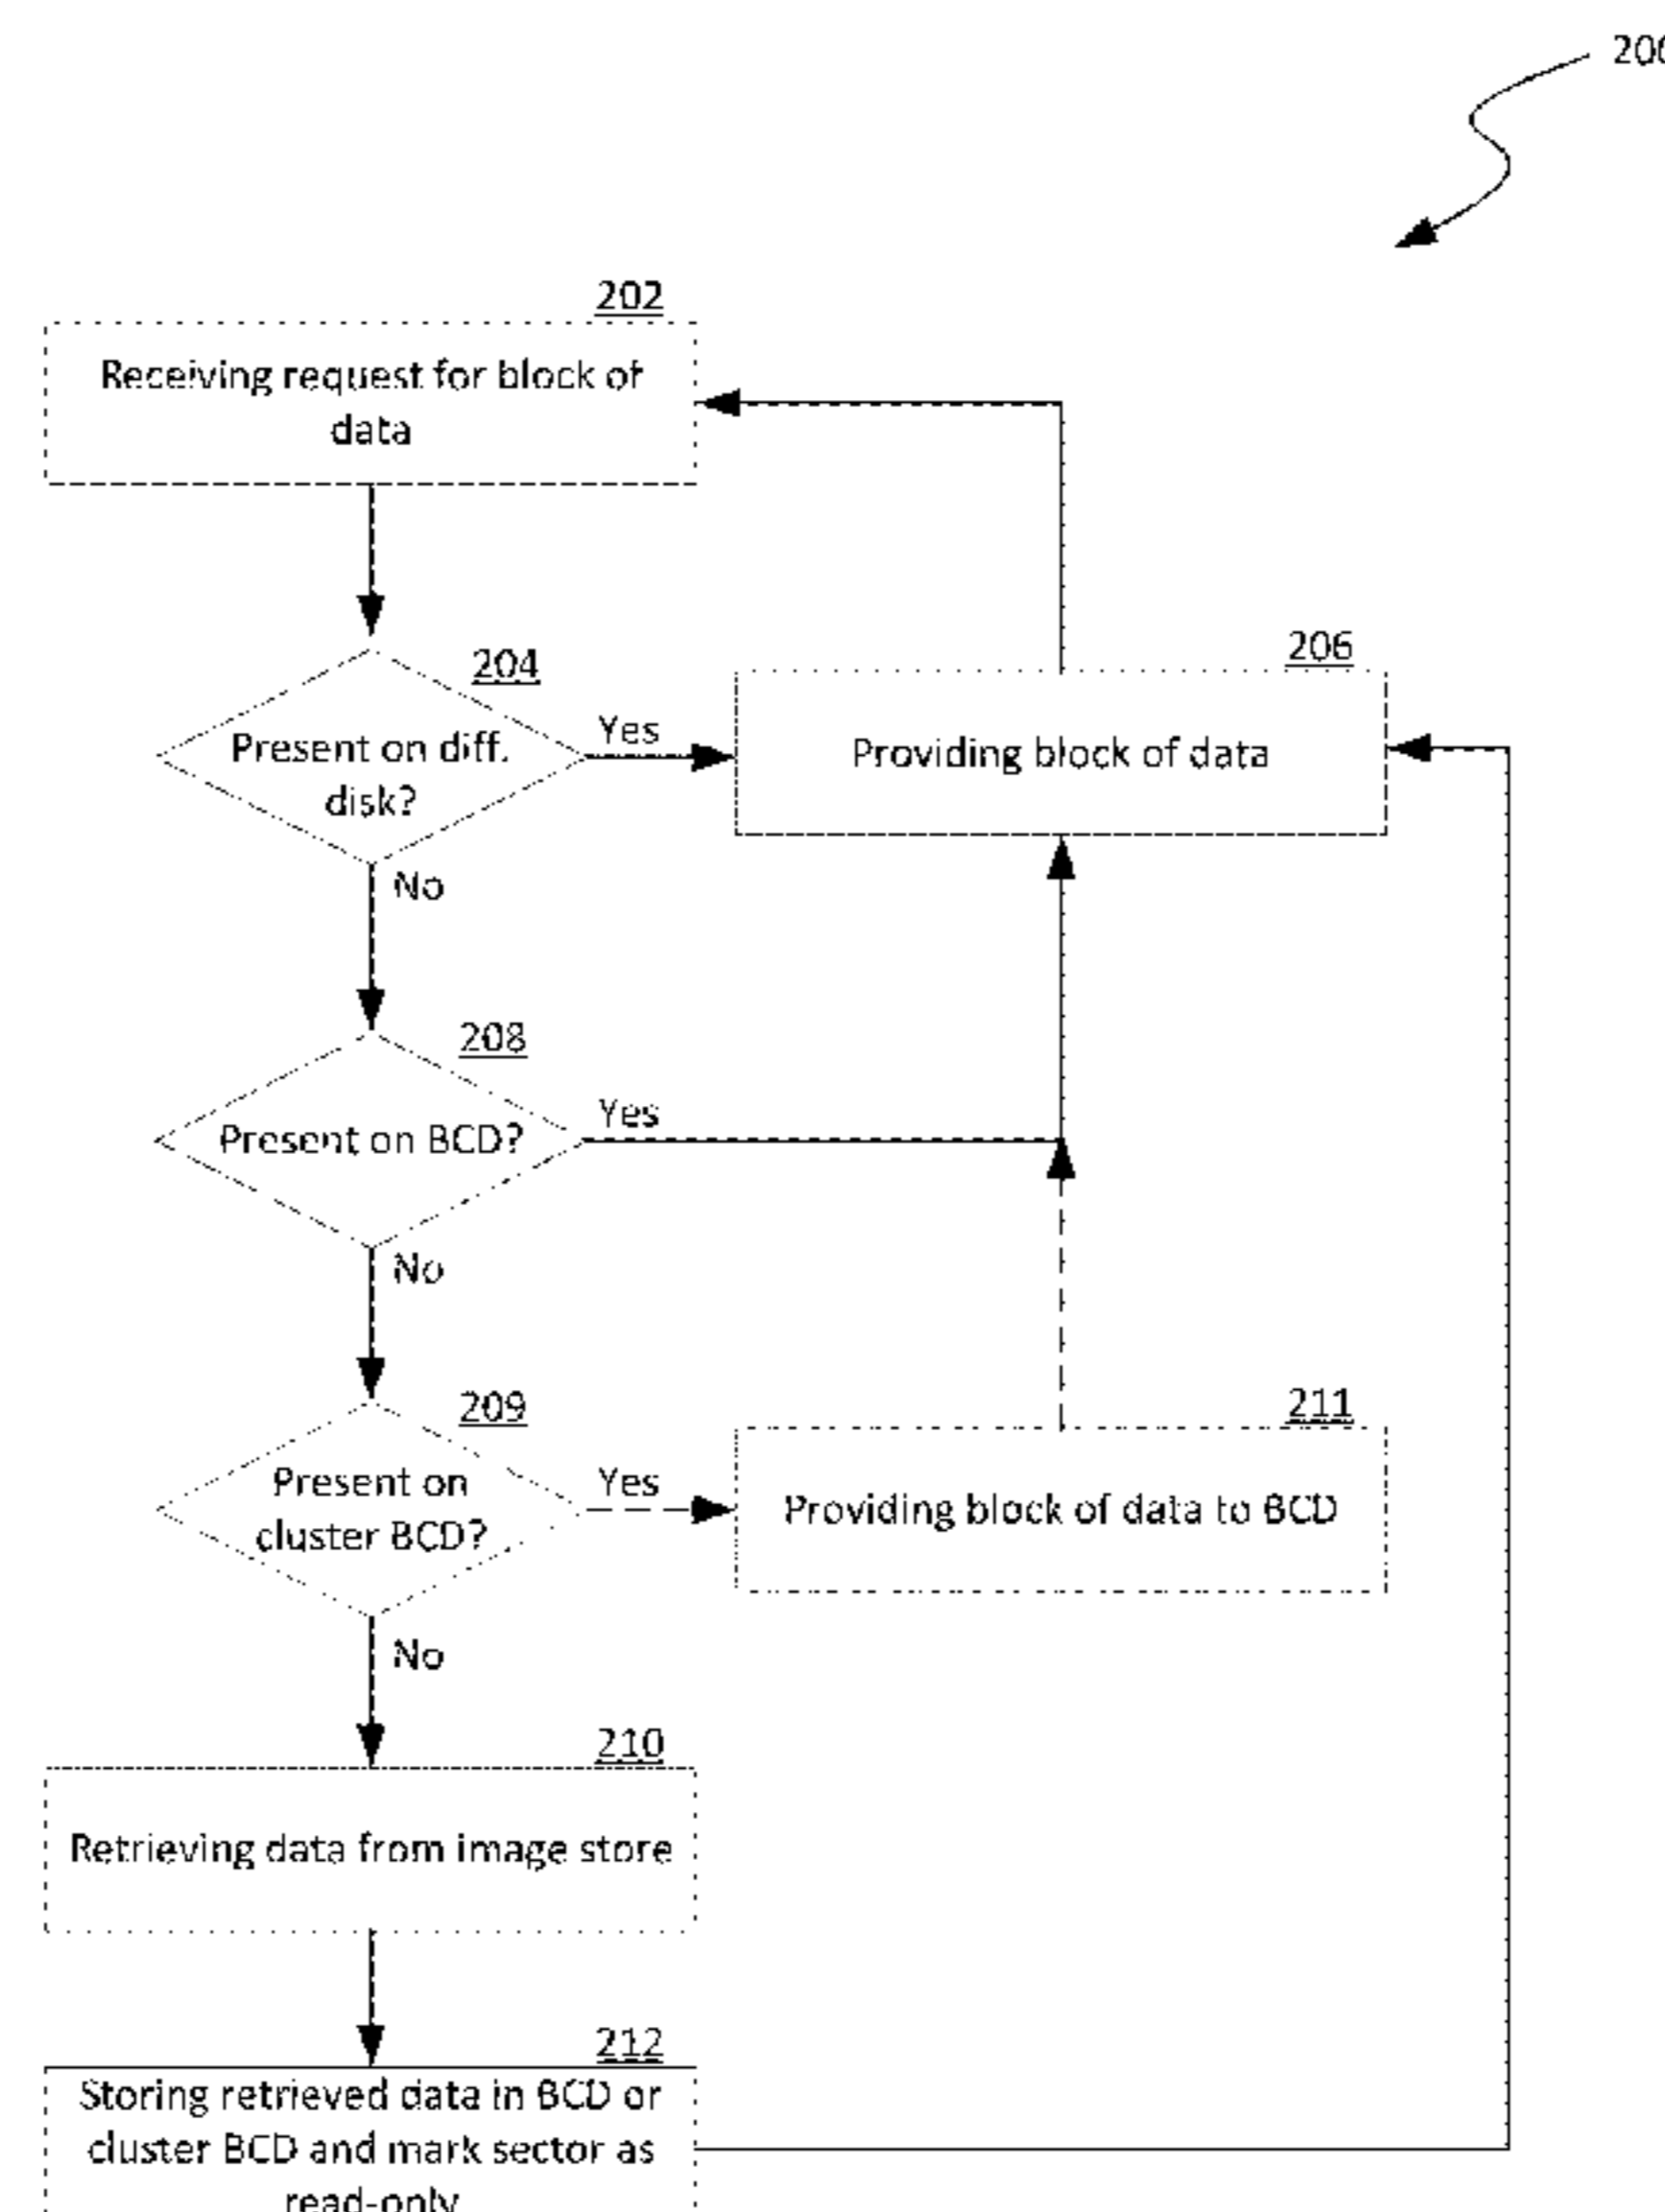 202
Receiving request for block of
data
204
Present on diff.
disk?
Yes
206
Providing block of data
No
208
Present on BCD?
Yes
No
209
Present on
cluster BCD?
Yes
211
Providing block of data to BCD
No
210
Retrieving data from image store
212
Storing retrieved data in BCD or
cluster BCD and mark sector as
read-only